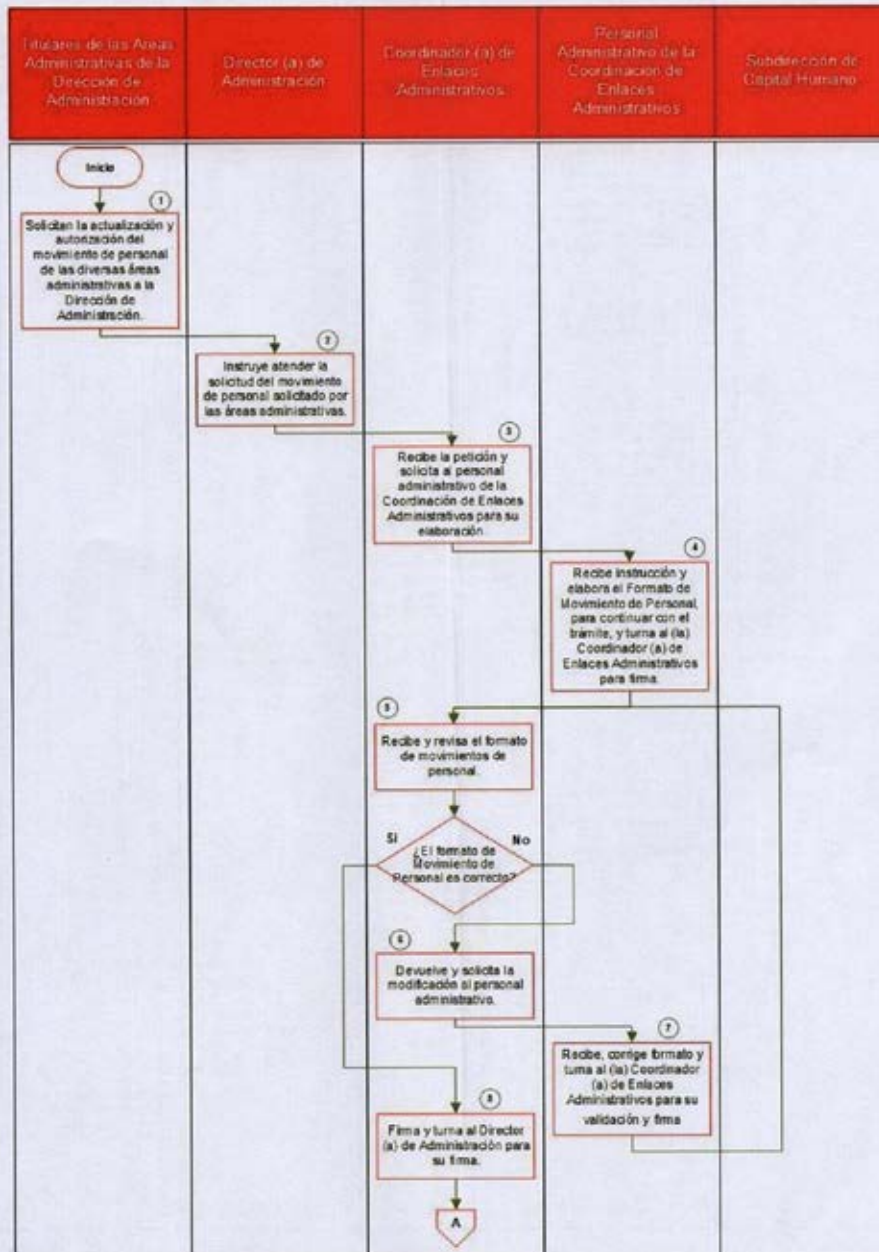 Titulares de las Áreas
Administrativas de la
Dirección de
Administración
Director (a) de
Administración
Coordinador (a) de
Enlaces
Administrativos
Personal
Administrativo de la
Coordinación de
Enlaces
Administrativos
Subdirección de
Capital Humano
Inicio
1
Solicitan la actualización y
autorización del
movimiento de personal
de las diversas áreas
administrativas a la
Dirección de
Administración.
2
Instruye atender la
solicitud del movimiento
de personal solicitado por
las áreas administrativas.
3
Recibe la petición y
solicita al personal
administrativo de la
Coordinación de Enlaces
Administrativos para su
elaboración.
4
Recibe instrucción y
elabora el Formato de
Movimiento de Personal,
para continuar con el
trámite, y turna al (la)
Coordinador (a) de
Enlaces Administrativos
para firma.
5
Recibe y revisa el formato
de movimientos de
personal.
Si
No
¿El formato de
Movimiento de
Personal es correcto?
6
Devuelve y solicita la
modificación al personal
administrativo.
7
Recibe, corrige formato y
turna al (la) Coordinador
(a) de Enlaces
Administrativos para su
validación y firma
8
Firma y turna al Director
(a) de Administración para
su firma.
A